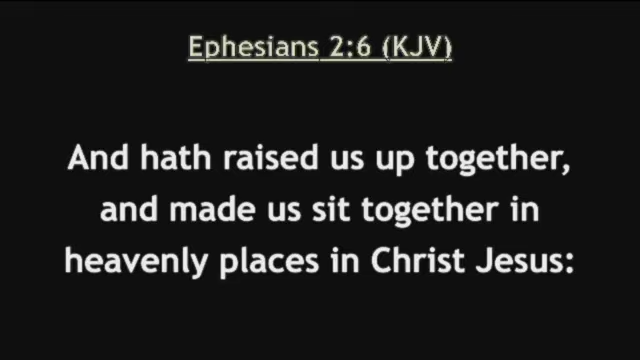 Ephesians 2:6 (KJV)
And hath raised us up together,
and made us sit together in
heavenly places in Christ Jesus: